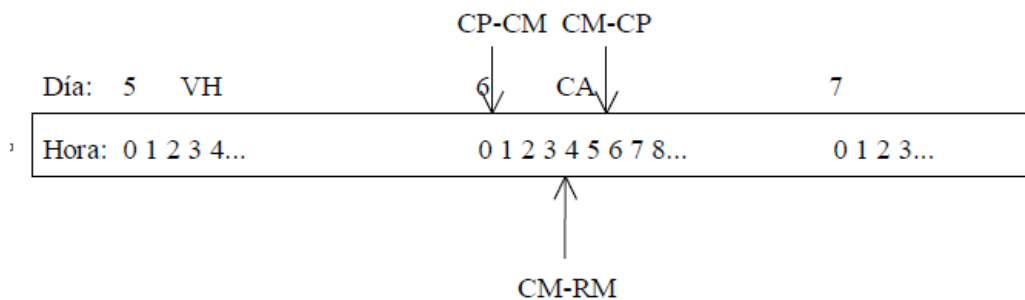 CP-CM CM-CP
Día: 5 VH 6 CA 7
Hora: 0 1 2 3 4... 0 1 2 3 4 5 6 7 8... 0 1 2 3...
CM-RM